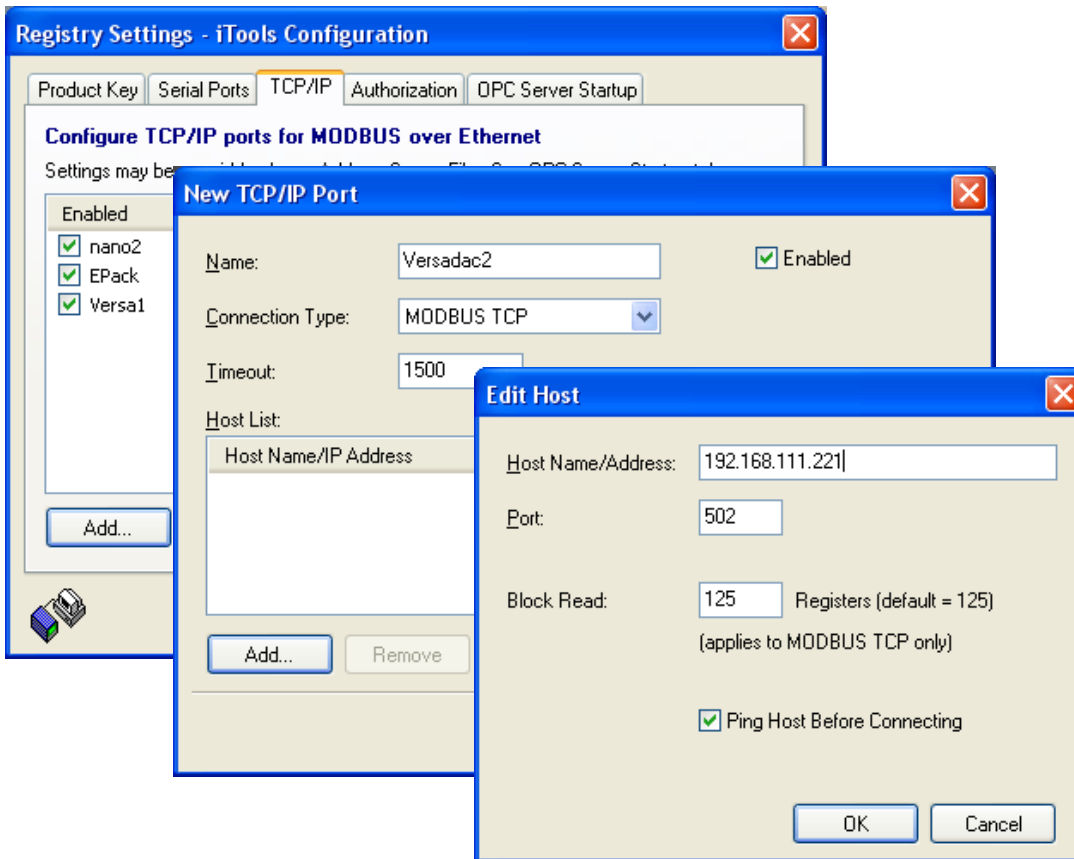 Registry Settings - iTools Configuration
Product Key Serial Ports TCP/IP Authorization OPC Server Startup
Configure TCP/IP ports for MODBUS over Ethernet
Settings may be
Enabled
nano2
EPack
Versa1
Add...
New TCP/IP Port
Name: Versadac2 Enabled
Connection Type: MODBUS TCP
Timeout: 1500
Host List:
Host Name/IP Address
Add... Remove
Edit Host
Host Name/Address: 192.168.111.221
Port: 502
Block Read: 125 Registers (default = 125)
(applies to MODBUS TCP only)
Ping Host Before Connecting
OK Cancel